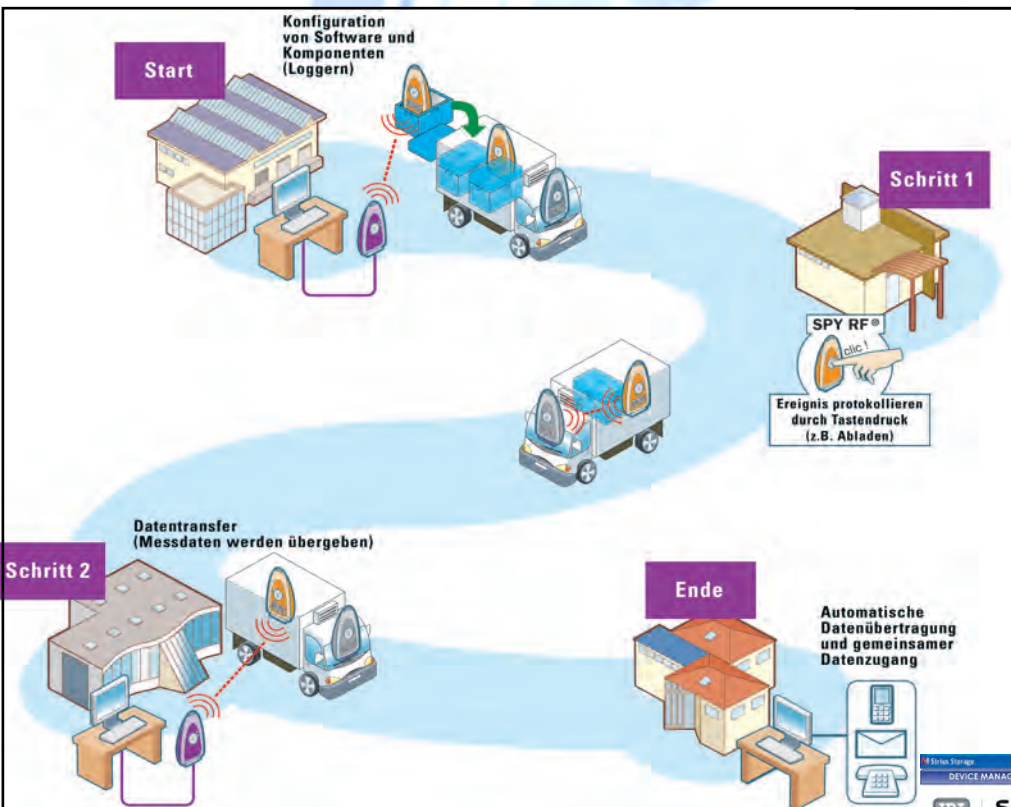 Konfiguration
von Software und
Komponenten
(Loggern)
Start
Schritt 1
SPY RF®
clic !
Ereignis protokollieren
durch Tastendruck
(z.B. Abladen)
Datentransfer
(Messdaten werden übergeben)
Schritt 2
Ende
Automatische
Datenübertragung
und gemeinsamer
Datenzugang
Sirius Storage
DEVICE MANAG